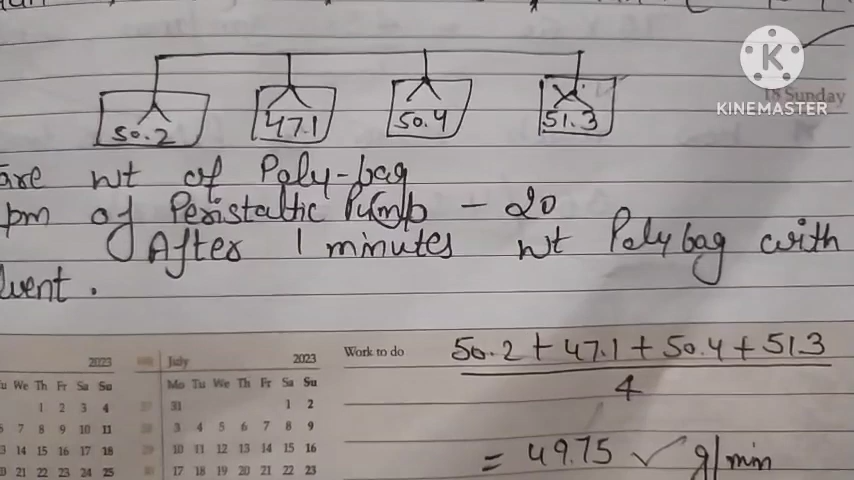 K
KINEMASTER
18 Sunday
50.2 47.1 50.4 51.3
are wt of Poly-bag
pm of Peristaltic Pump - 20
After 1 minutes wt Polybag with
lvent.
2023 July 2023
Work to do
50.2 + 47.1 + 50.4 + 51.3
4
= 49.75 ✓ g/min
We Th Fr Sa Su Mo Tu We Th Fr Sa Su
1 2 3 4 31 1 2
7 8 9 10 11 3 4 5 6 7 8 9
14 15 16 17 18 10 11 12 13 14 15 16
21 22 23 24 25 17 18 19 20 21 22 23